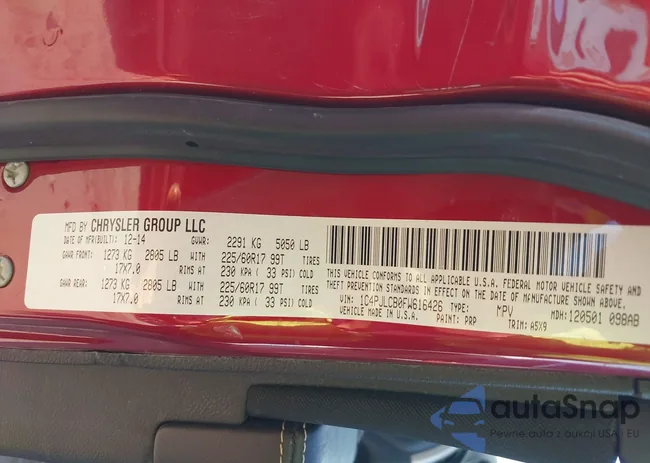 MFD BY CHRYSLER GROUP LLC
DATE OF MFR(BUILT): 12-14 GVWR: 2291 KG 5050 LB
GAWR FRONT: 1273 KG 2805 LB WITH 225/60R17 99T TIRES
17X7.0 RIMS AT 230 KPA ( 33 PSI) COLD
GAWR REAR: 1273 KG 2805 LB WITH 225/60R17 99T TIRES
17X7.0 RIMS AT 230 KPA ( 33 PSI) COLD
THIS VEHICLE CONFORMS TO ALL APPLICABLE U.S.A. FEDERAL MOTOR VEHICLE SAFETY AND
THEFT PREVENTION STANDARDS IN EFFECT ON THE DATE OF MANUFACTURE SHOWN ABOVE.
VIN: 1C4PJLCB0FW616426 TYPE: MPV MDH: 120501 098AB
VEHICLE MADE IN U.S.A. PAINT: PRP TRIM: A5X9
autaSnap
Pewne auta z aukcji USA i EU